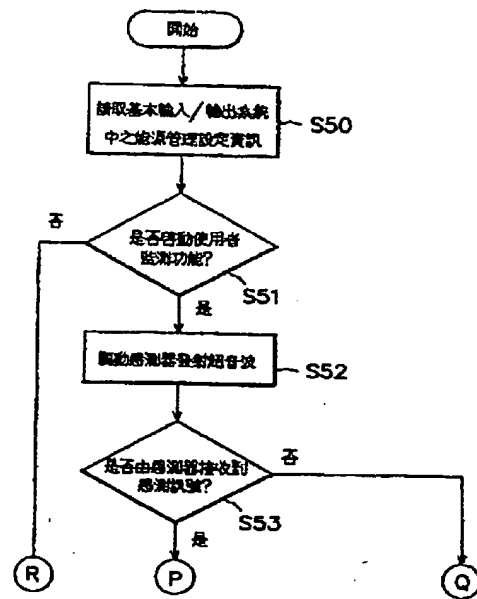 開始
讀取基本輸入/輸出系統
中之能源管理設定資訊
S50
否
是否啓動使用者
監測功能?
S51
是
驅動感測器發射超音波
S52
是否由感測器接收到
感測訊號?
否
S53
是
R
P
Q